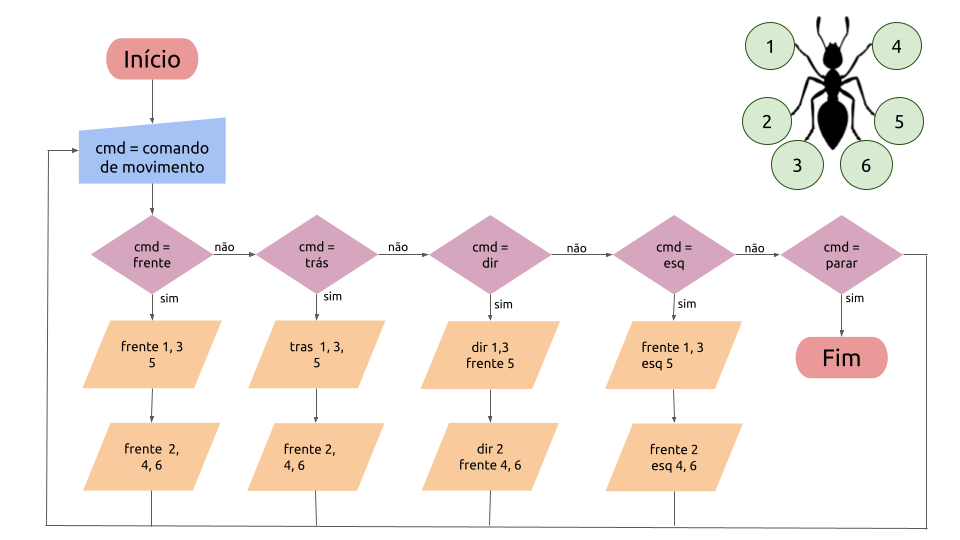 Início
1
4
2
5
3
6
cmd = comando
de movimento
cmd =
frente
não
cmd =
trás
não
cmd =
dir
não
cmd =
esq
não
cmd =
parar
sim
sim
sim
sim
sim
frente 1, 3
5
tras 1, 3,
5
dir 1,3
frente 5
frente 1, 3
esq 5
Fim
frente 2,
4, 6
frente 2,
4, 6
dir 2
frente 4, 6
frente 2
esq 4, 6